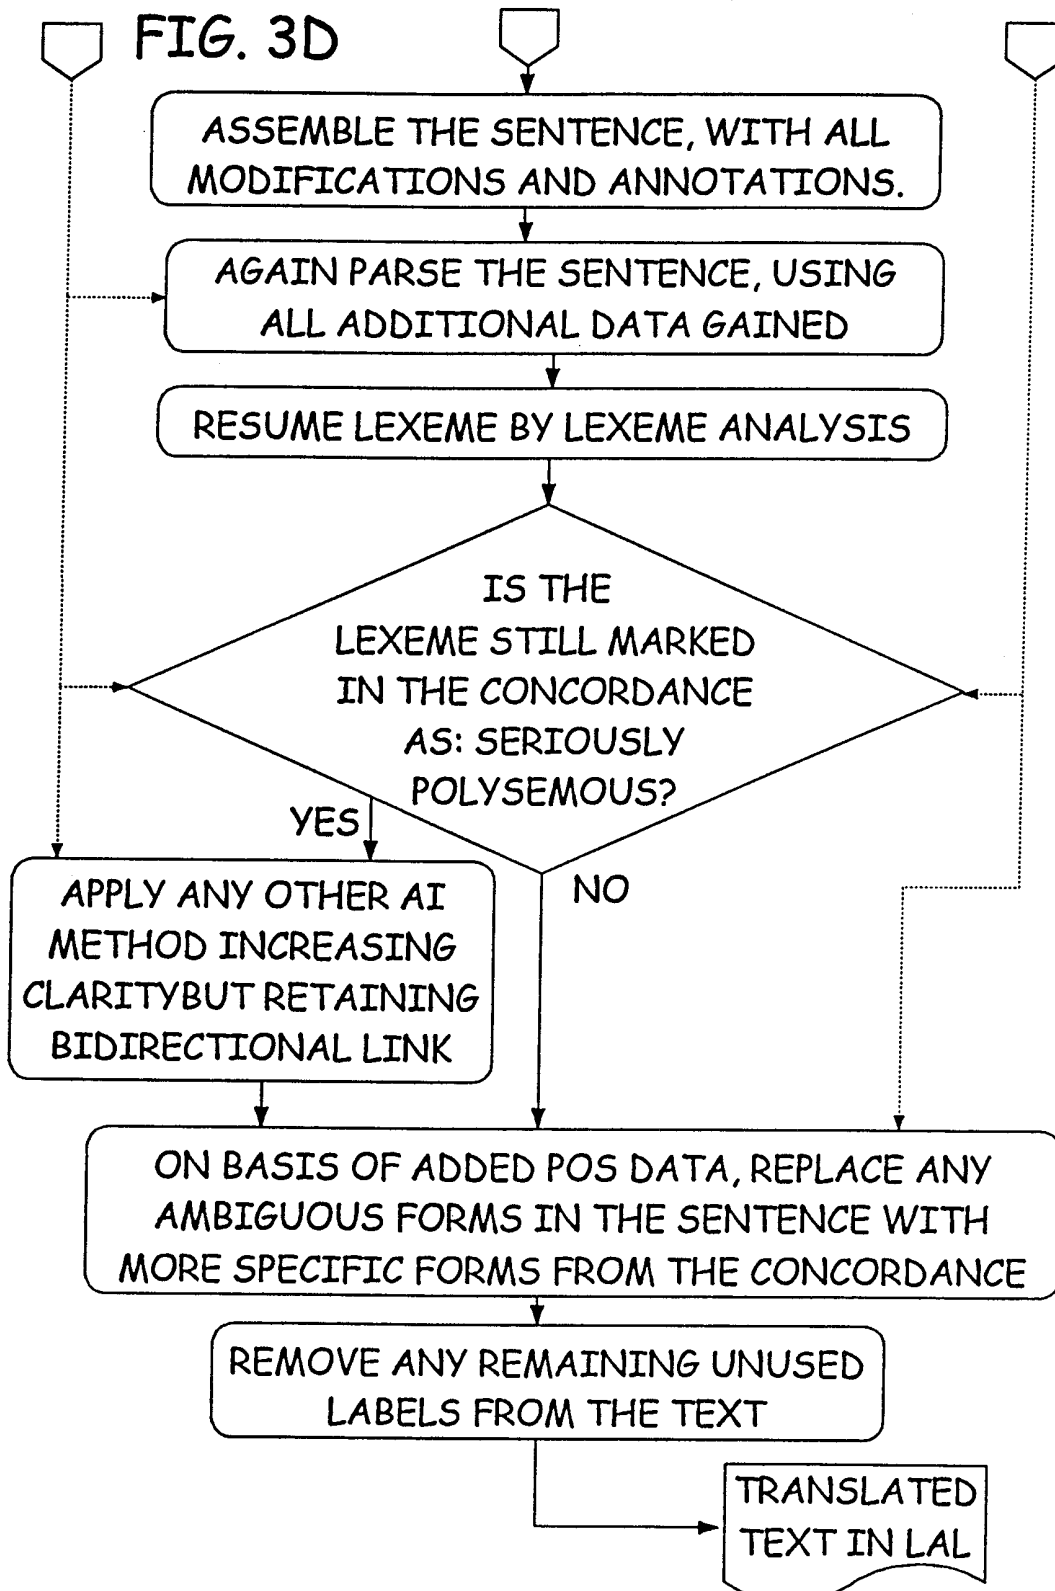 FIG. 3D
ASSEMBLE THE SENTENCE, WITH ALL
MODIFICATIONS AND ANNOTATIONS.
AGAIN PARSE THE SENTENCE, USING
ALL ADDITIONAL DATA GAINED
RESUME LEXEME BY LEXEME ANALYSIS
IS THE
LEXEME STILL MARKED
IN THE CONCORDANCE
AS: SERIOUSLY
POLYSEMOUS?
YES
NO
APPLY ANY OTHER AI
METHOD INCREASING
CLARITYBUT RETAINING
BIDIRECTIONAL LINK
ON BASIS OF ADDED POS DATA, REPLACE ANY
AMBIGUOUS FORMS IN THE SENTENCE WITH
MORE SPECIFIC FORMS FROM THE CONCORDANCE
REMOVE ANY REMAINING UNUSED
LABELS FROM THE TEXT
TRANSLATED
TEXT IN LAL